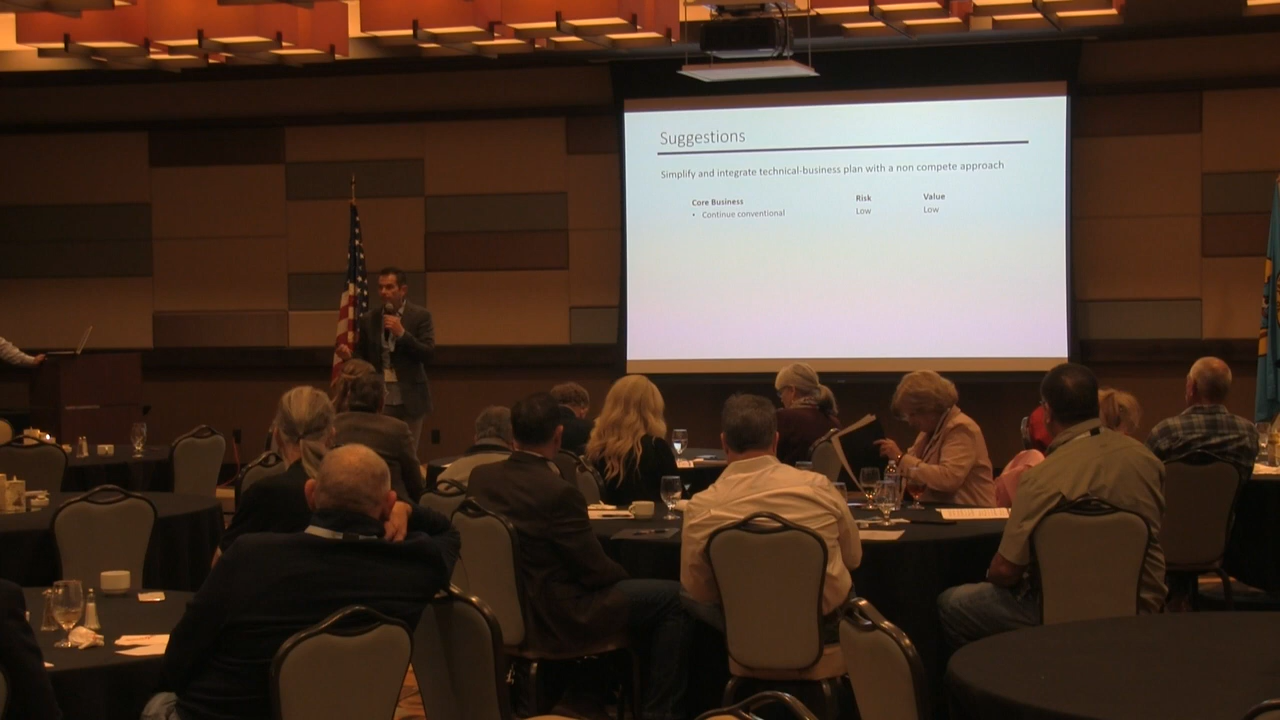 Suggestions
Simplify and integrate technical-business plan with a non compete approach
Core Business Risk Value
• Continue conventional Low Low